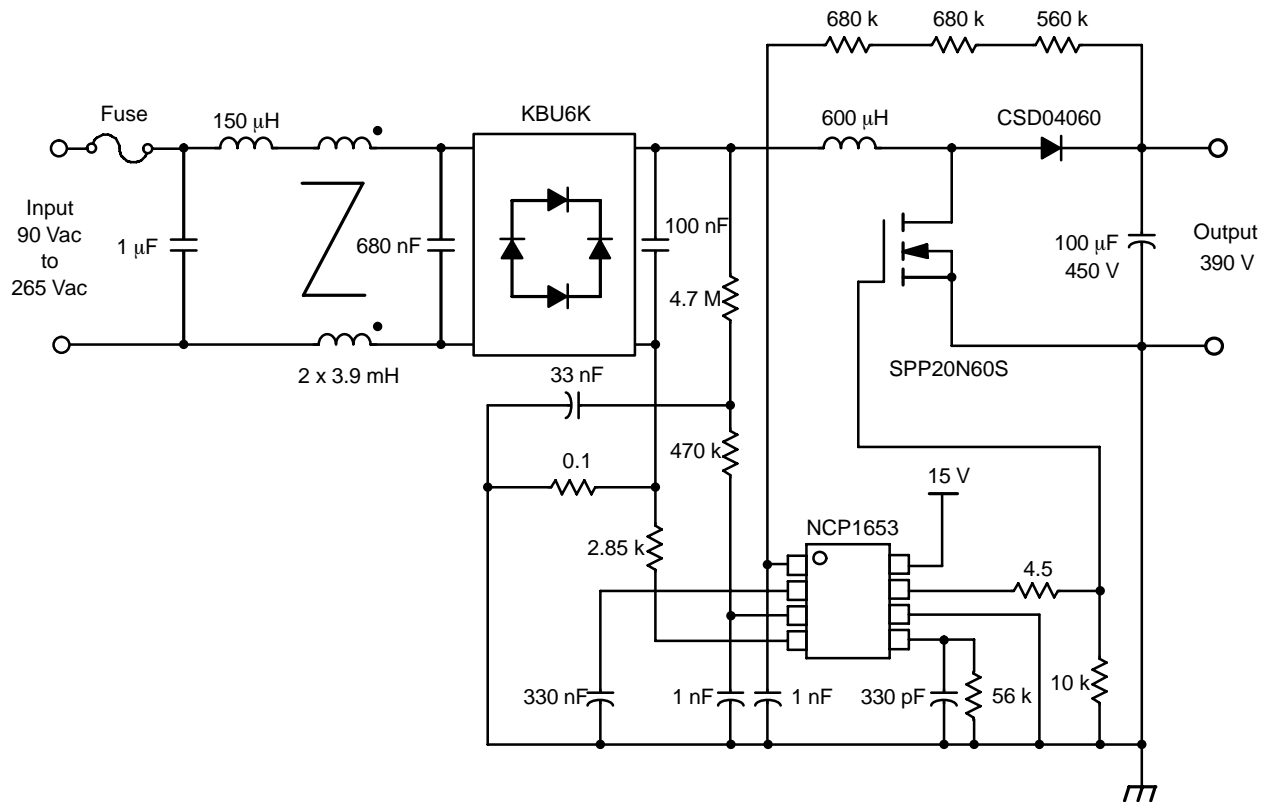 680 k
680 k
560 k
Fuse
150 μH
KBU6K
600 μH
CSD04060
Input
90 Vac
to
265 Vac
1 μF
680 nF
100 nF
4.7 M
100 μF
450 V
Output
390 V
2 x 3.9 mH
SPP20N60S
33 nF
470 k
0.1
15 V
NCP1653
2.85 k
4.5
330 nF
1 nF
1 nF
330 pF
56 k
10 k